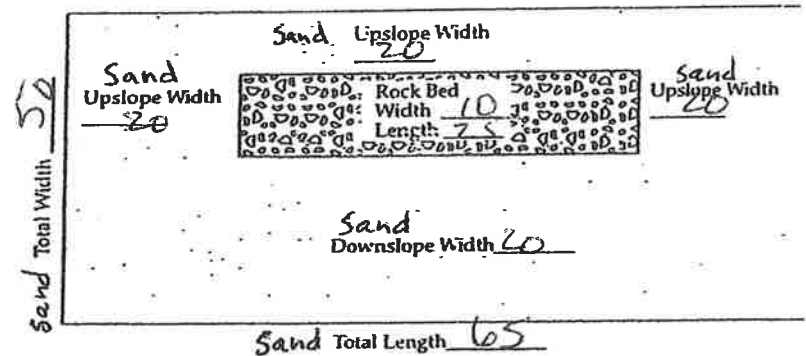 Sand Upslope Width
20
Sand
Upslope Width
20
Rock Bed
Width 10
Length 25
Sand
Upslope Width
20
Sand Total Width 50
Sand
Downslope Width 20
Sand Total Length 65